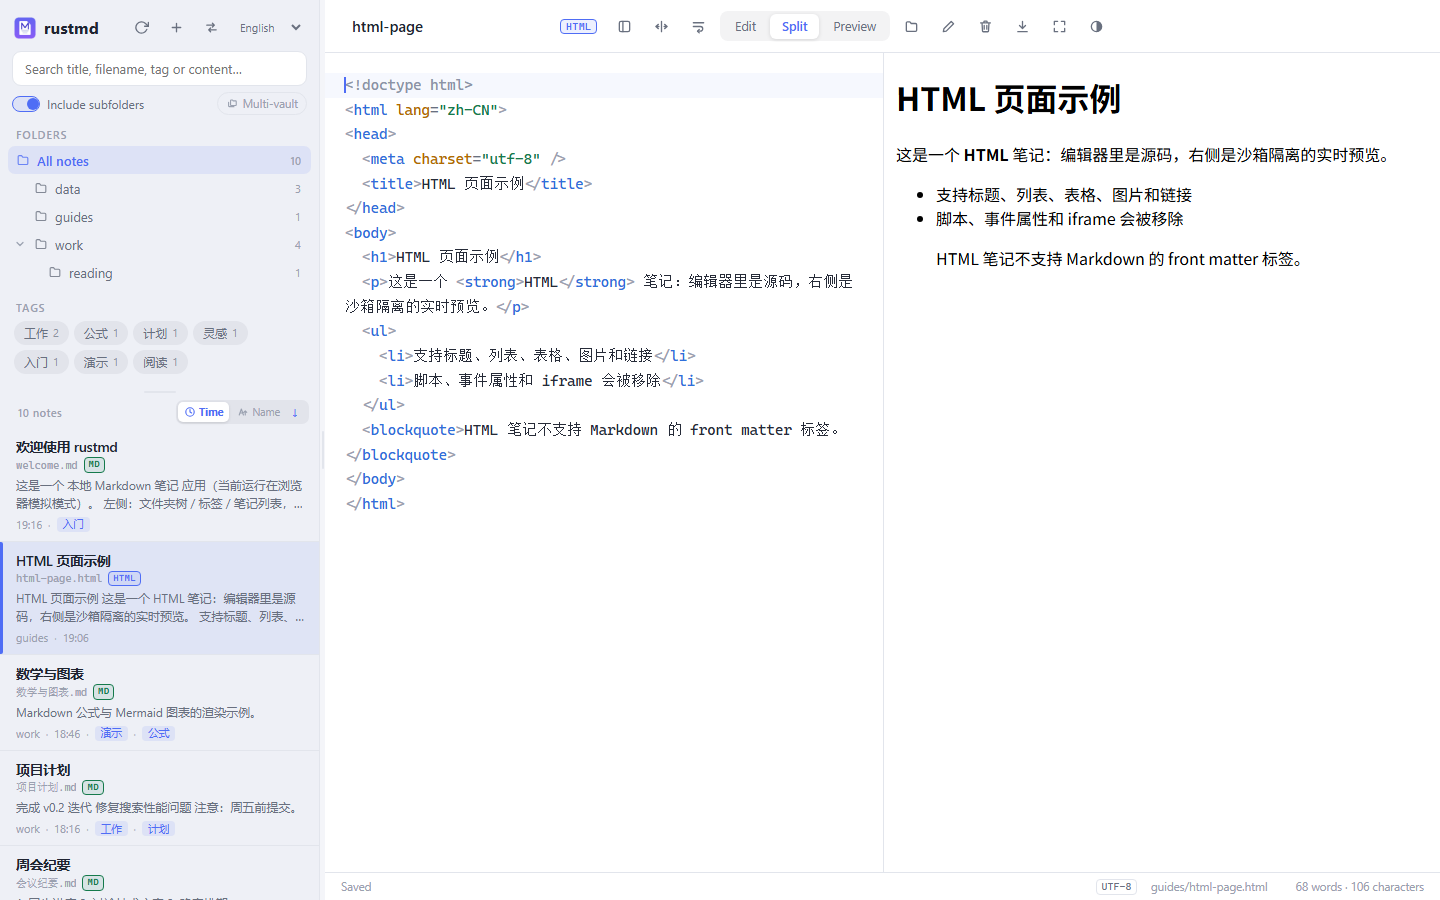 rustmd
English
Search title, filename, tag or content...
Include subfolders
Multi-vault
FOLDERS
All notes 10
data 3
guides 1
work 4
reading 1
TAGS
工作 2 公式 1 计划 1 灵感 1
入门 1 演示 1 阅读 1
10 notes
Time Name ↓
欢迎使用 rustmd
welcome.md MD
这是一个 本地 Markdown 笔记 应用（当前运行在浏览
器模拟模式）。 左侧：文件夹树 / 标签 / 笔记列表，...
19:16 · 入门
HTML 页面示例
html-page.html HTML
HTML 页面示例 这是一个 HTML 笔记：编辑器里是源
码，右侧是沙箱隔离的实时预览。 支持标题、列表、...
guides · 19:06
数学与图表
数学与图表.md MD
Markdown 公式与 Mermaid 图表的渲染示例。
work · 18:46 · 演示 · 公式
项目计划
项目计划.md MD
完成 v0.2 迭代 修复搜索性能问题 注意：周五前提交。
work · 18:16 · 工作 · 计划
周会纪要
会议纪要.md MD
html-page
HTML
Edit Split Preview
<!doctype html>
<html lang="zh-CN">
<head>
<meta charset="utf-8" />
<title>HTML 页面示例</title>
</head>
<body>
<h1>HTML 页面示例</h1>
<p>这是一个 <strong>HTML</strong> 笔记：编辑器里是源码，右侧是
沙箱隔离的实时预览。</p>
<ul>
<li>支持标题、列表、表格、图片和链接</li>
<li>脚本、事件属性和 iframe 会被移除</li>
</ul>
<blockquote>HTML 笔记不支持 Markdown 的 front matter 标签。
</blockquote>
</body>
</html>
HTML 页面示例
这是一个 HTML 笔记：编辑器里是源码，右侧是沙箱隔离的实时预览。
支持标题、列表、表格、图片和链接
脚本、事件属性和 iframe 会被移除
HTML 笔记不支持 Markdown 的 front matter 标签。
Saved
UTF-8
guides/html-page.html
68 words · 106 characters